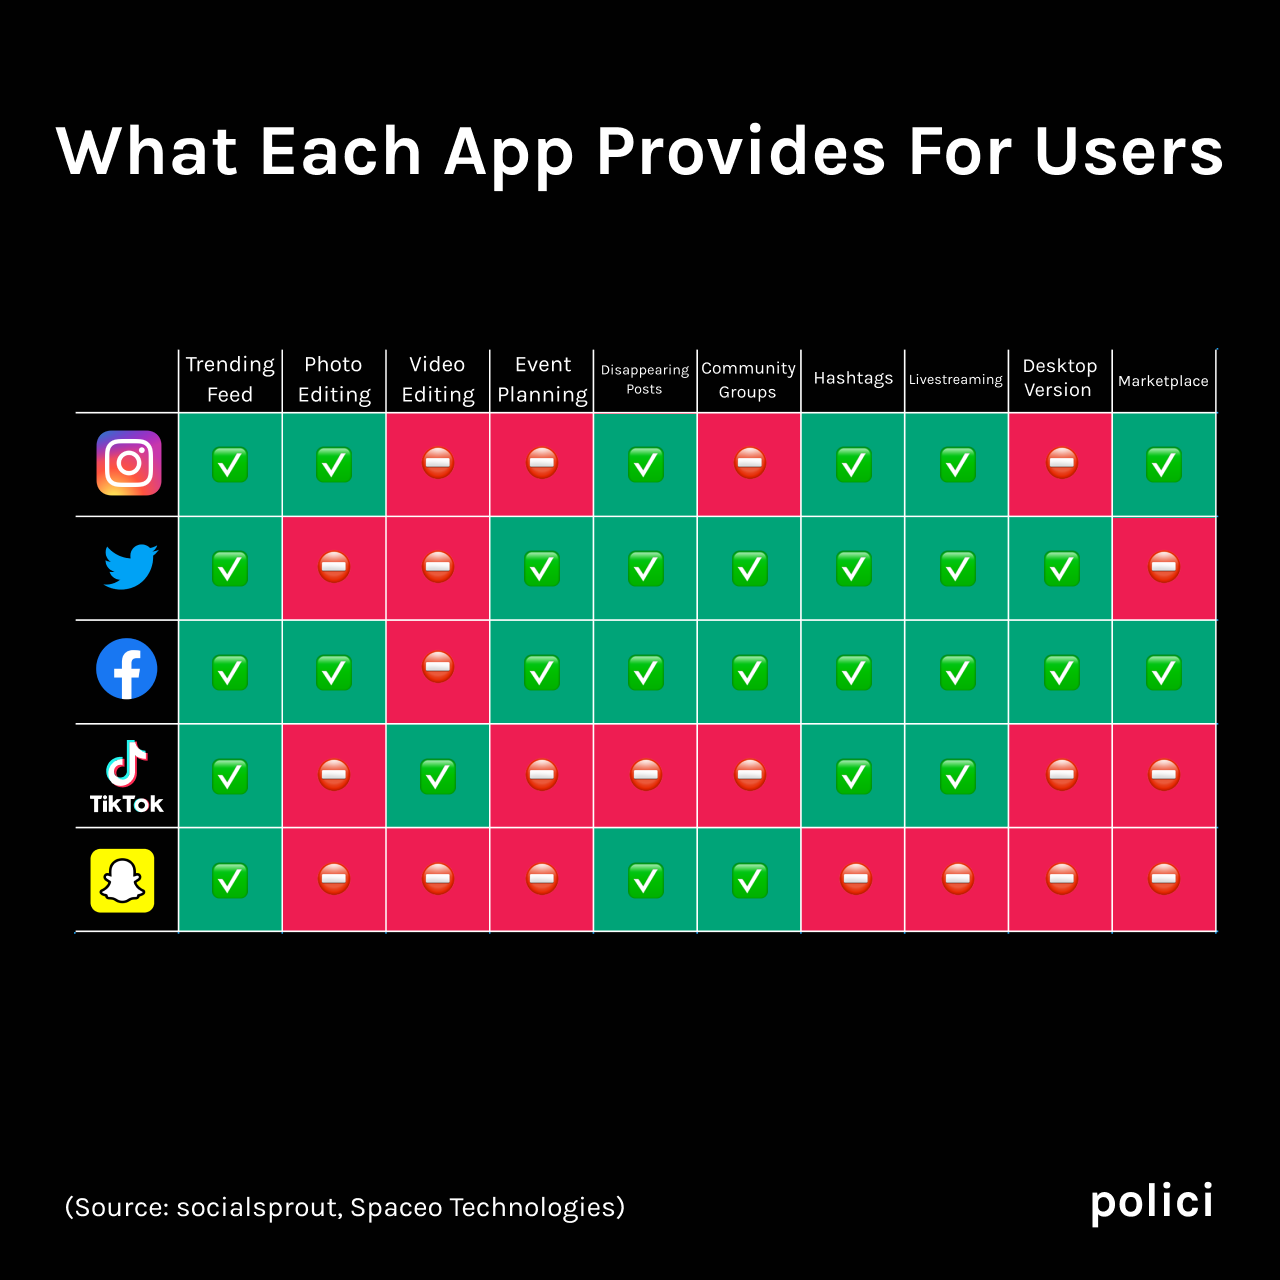 What Each App Provides For Users
Trending
Feed
Photo
Editing
Video
Editing
Event
Planning
Disappearing
Posts
Community
Groups
Hashtags
Livestreaming
Desktop
Version
Marketplace
TikTok
(Source: socialsprout, Spaceo Technologies)
polici